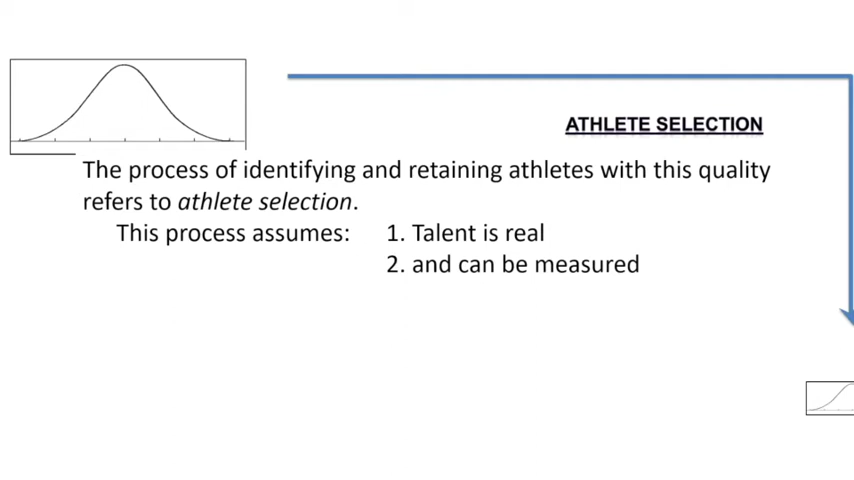 ATHLETE SELECTION
The process of identifying and retaining athletes with this quality
refers to athlete selection.
This process assumes: 1. Talent is real
2. and can be measured